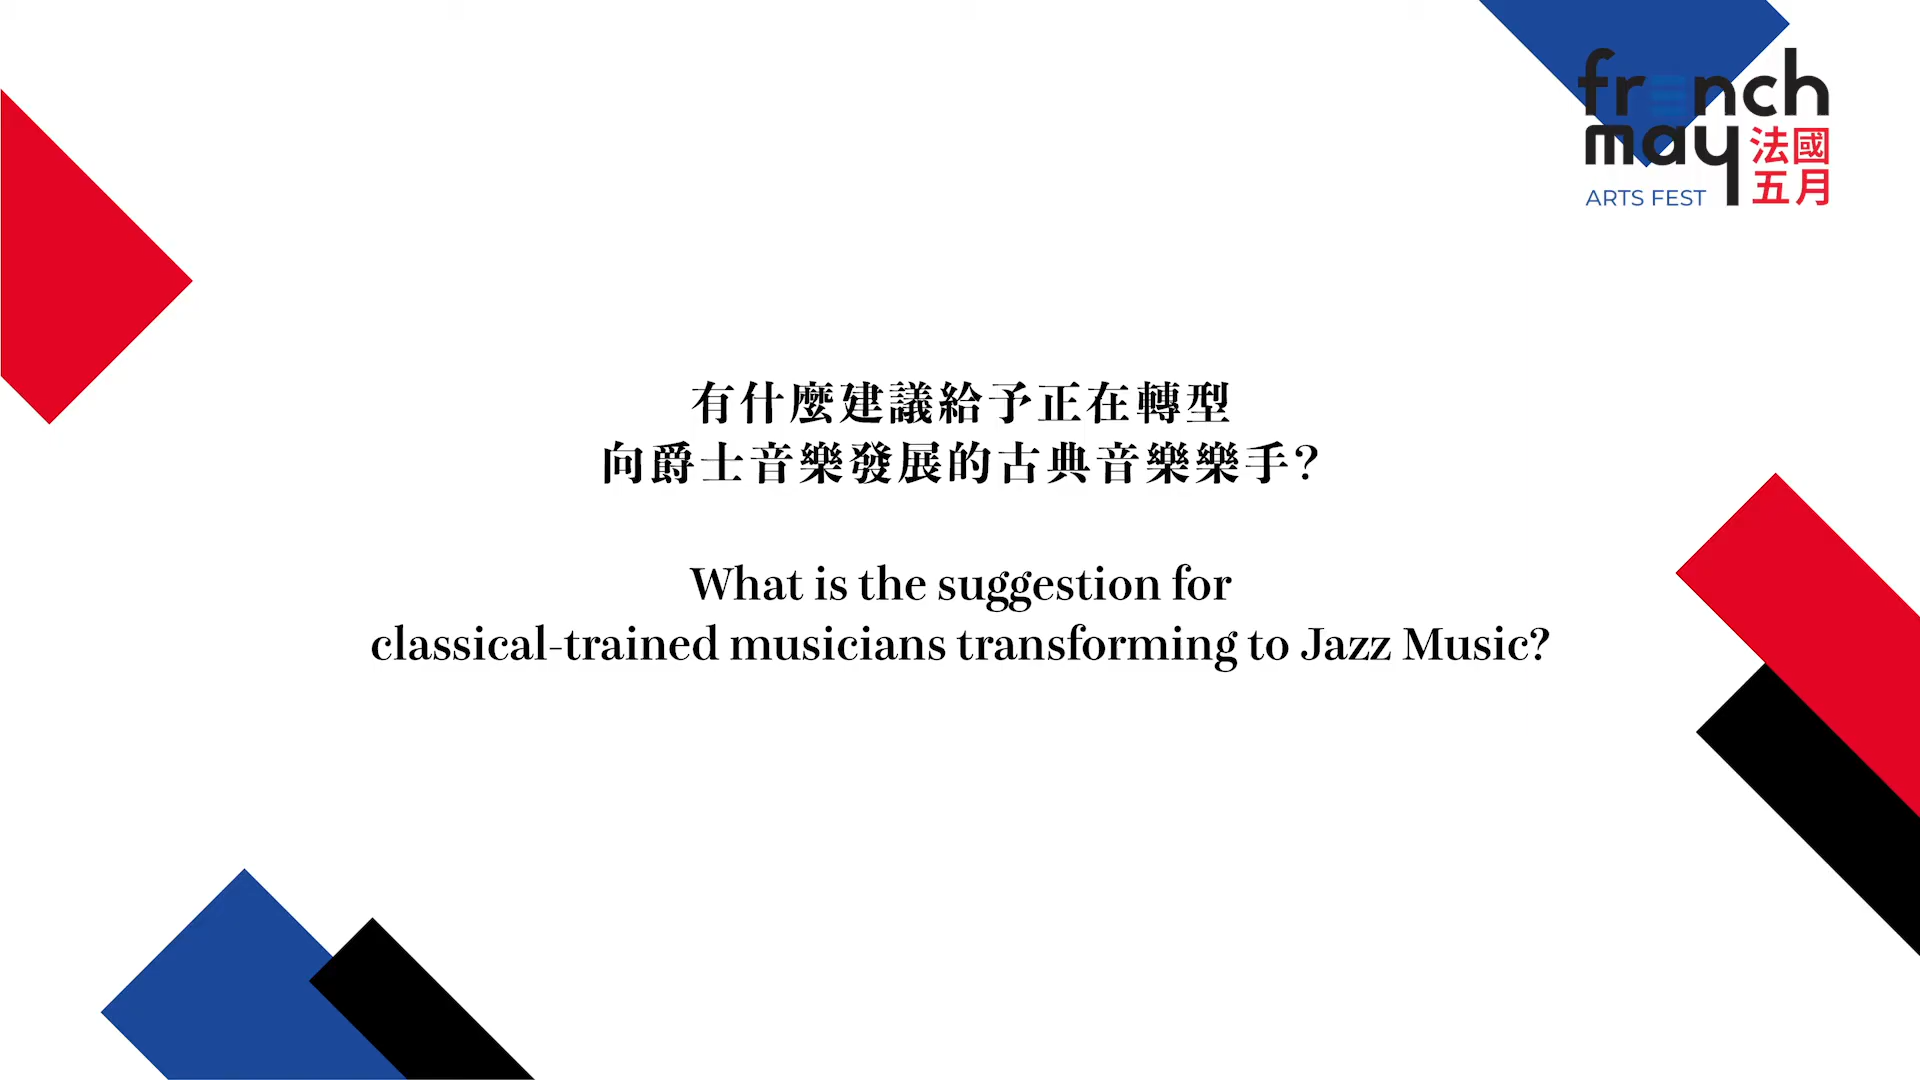 french
may 法國
五月
ARTS FEST
有什麼建議給予正在轉型
向爵士音樂發展的古典音樂樂手?
What is the suggestion for
classical-trained musicians transforming to Jazz Music?